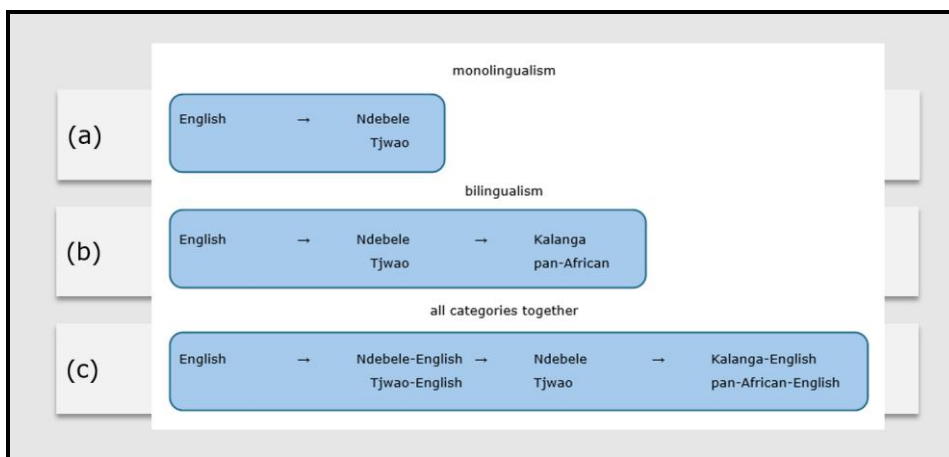 monolingualism
(a)
English → Ndebele
Tjwao
bilingualism
(b)
English → Ndebele → Kalanga
Tjwao pan-African
all categories together
(c)
English → Ndebele-English → Ndebele → Kalanga-English
Tjwao-English Tjwao pan-African-English